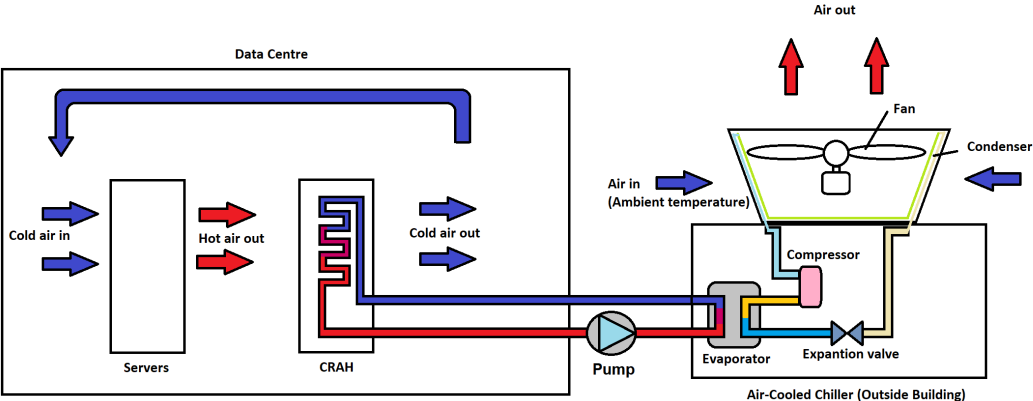 Air out
Data Centre
Fan
Condenser
Air in
(Ambient temperature)
Cold air in
Hot air out
Cold air out
Compressor
Servers
CRAH
Pump
Evaporator
Expantion valve
Air-Cooled Chiller (Outside Building)